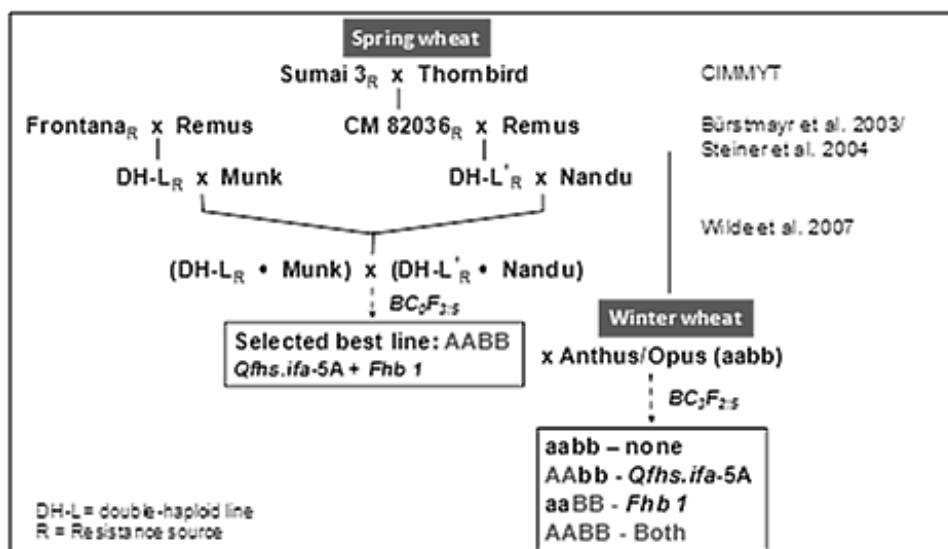 Spring wheat
Sumai 3R x Thornbird
CIMMYT
FrontanaR x Remus
CM 82036R x Remus
Bürstmayr et al. 2003/
Steiner et al. 2004
DH-LR x Munk
DH-L'R x Nandu
Wilde et al. 2007
(DH-LR • Munk) x (DH-L'R • Nandu)
BC0F2:5
Winter wheat
Selected best line: AABB
Qfhs.ifa-5A + Fhb 1
x Anthus/Opus (aabb)
aabb – none
AAbb - Qfhs.ifa-5A
aaBB - Fhb 1
AABB - Both
DH-L= double-haploid line
R = Resistance source